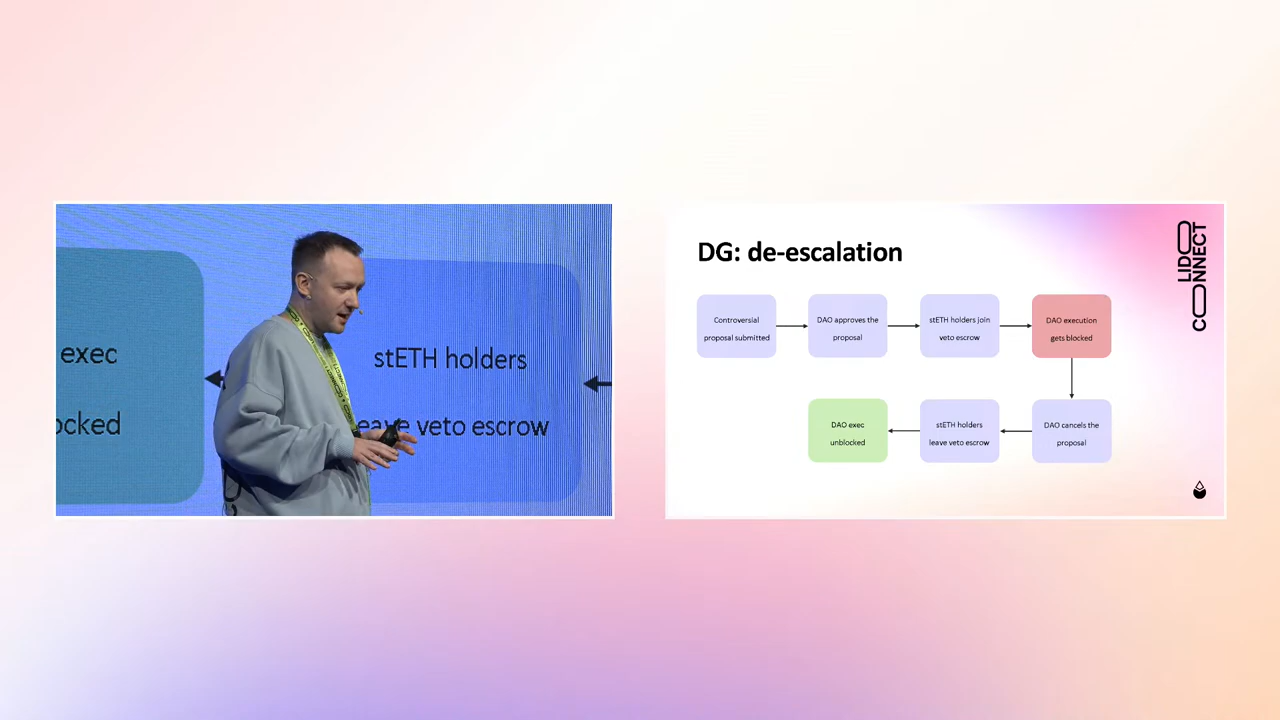 exec
ocked
stETH holders
leave veto escrow
DG: de-escalation
LIDO
CONNECT
Controversial
proposal submitted
DAO approves the
proposal
stETH holders join
veto escrow
DAO execution
gets blocked
DAO exec
unblocked
stETH holders
leave veto escrow
DAO cancels the
proposal